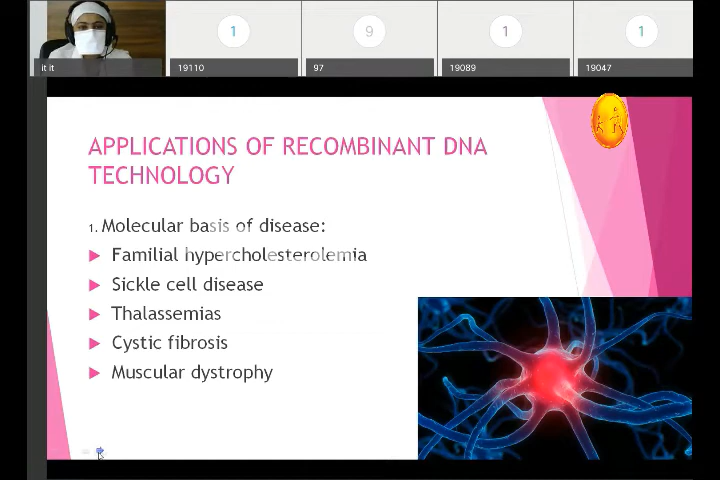 it it
19110
97
19089
19047
1
9
1
1
APPLICATIONS OF RECOMBINANT DNA
TECHNOLOGY
1. Molecular basis of disease:
Familial hypercholesterolemia
Sickle cell disease
Thalassemias
Cystic fibrosis
Muscular dystrophy